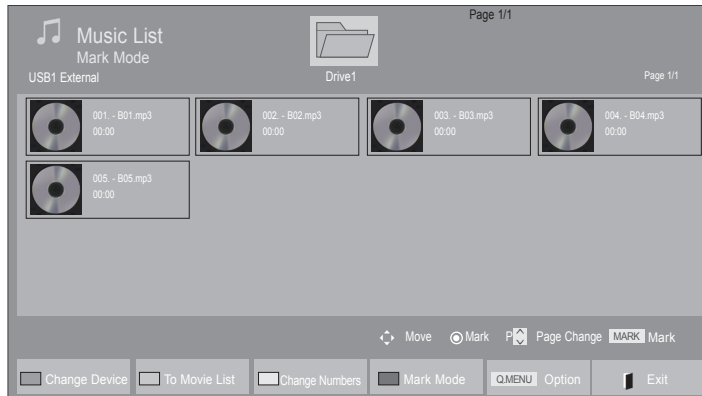 Page 1/1
Music List
Mark Mode
USB1 External
Drive1
Page 1/1
001. - B01.mp3
00:00
002. - B02.mp3
00:00
003. - B03.mp3
00:00
004. - B04.mp3
00:00
005. - B05.mp3
00:00
Move Mark P Page Change MARK Mark
Change Device To Movie List Change Numbers Mark Mode Q.MENU Option Exit